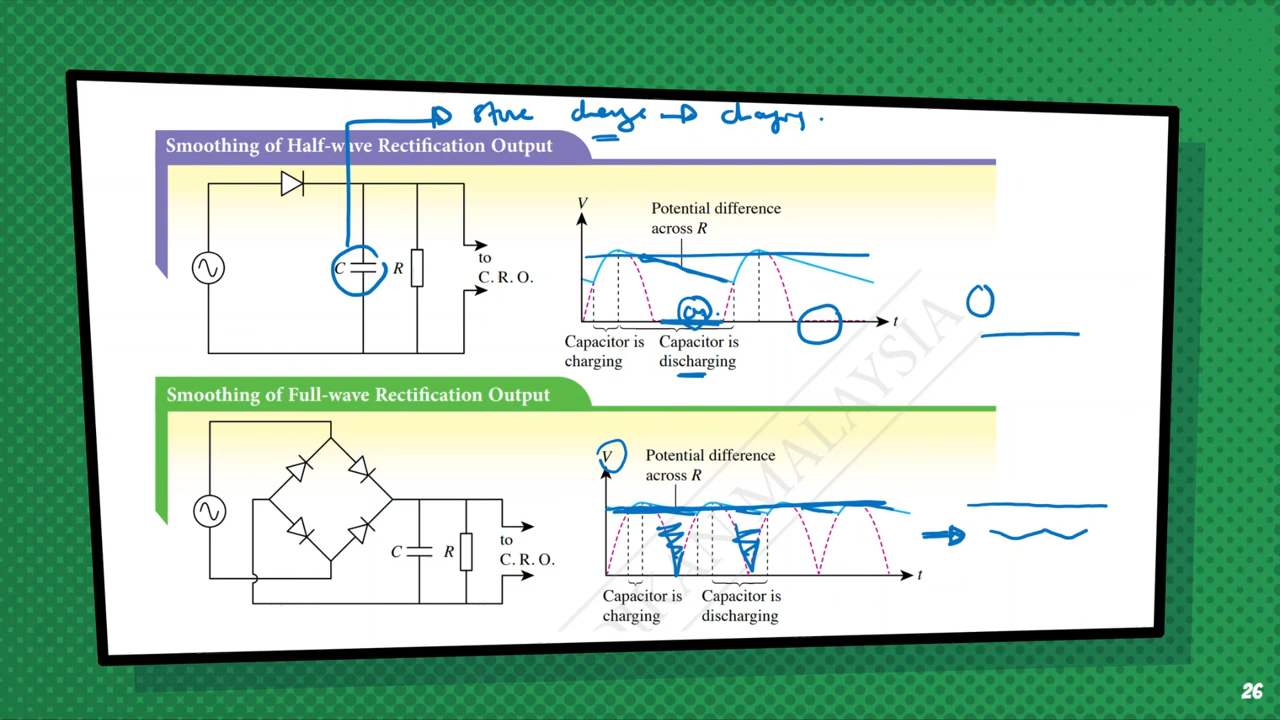 store charge → charging.
Smoothing of Half-wave Rectification Output
C
R
to
C. R. O.
V
Potential difference
across R
t
Capacitor is
charging
Capacitor is
discharging
Smoothing of Full-wave Rectification Output
C
R
to
C. R. O.
V
Potential difference
across R
t
Capacitor is
charging
Capacitor is
discharging
26